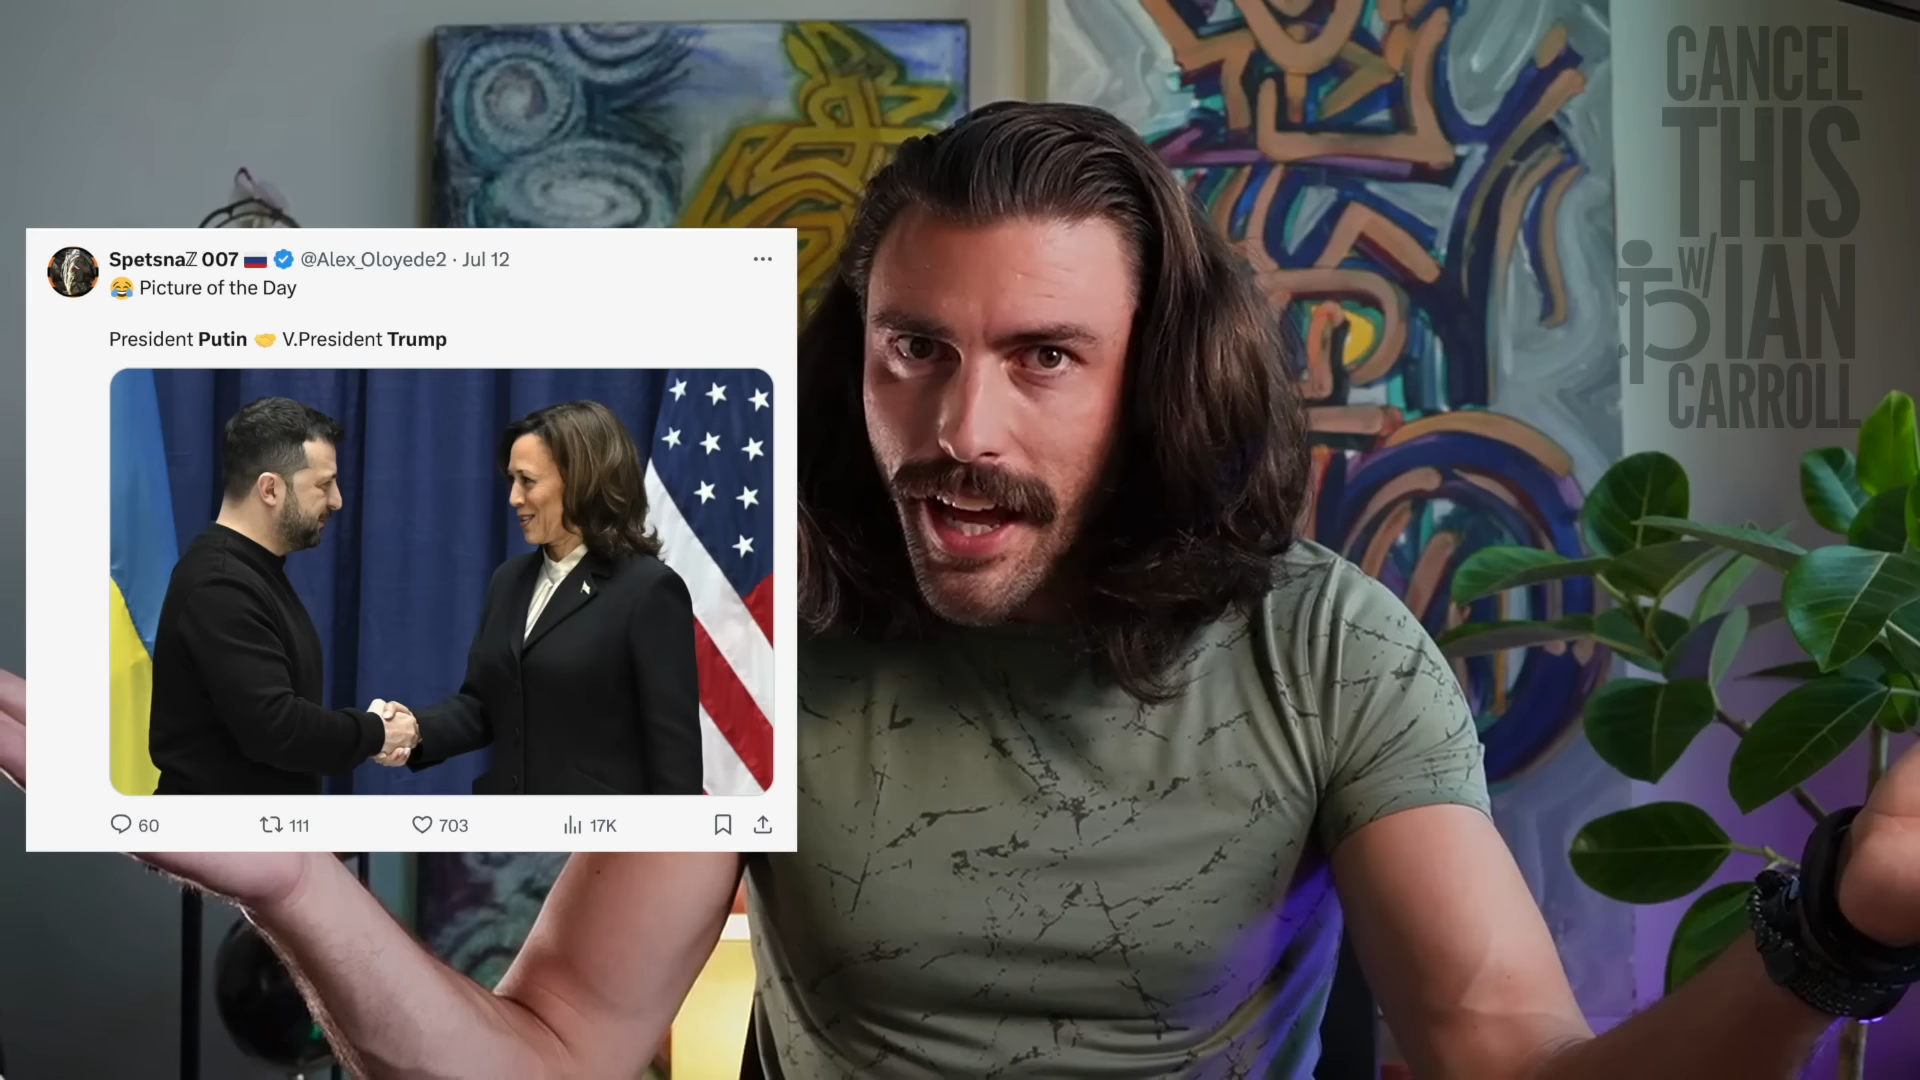 Spetsnaℤ 007 🇷🇺 @Alex_Oloyede2 · Jul 12
😂 Picture of the Day
President Putin 🤝 V.President Trump
60 111 703 17K
CANCEL
THIS
W/ IAN
CARROLL